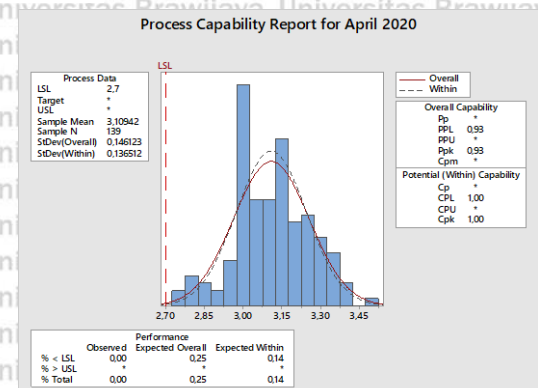 Universitas Brawijaya Universitas Brawijaya
Process Capability Report for April 2020
LSL
Process Data
LSL 2,7
Target *
USL *
Sample Mean 3,10942
Sample N 139
StDev(Overall) 0,146123
StDev(Within) 0,136512
Overall
Within
Overall Capability
Pp *
PPL 0,93
PPU *
Ppk 0,93
Cpm *
Potential (Within) Capability
Cp *
CPL 1,00
CPU *
Cpk 1,00
2,70 2,85 3,00 3,15 3,30 3,45
Performance
Observed Expected Overall Expected Within
% < LSL 0,00 0,25 0,14
% > USL * * *
% Total 0,00 0,25 0,14